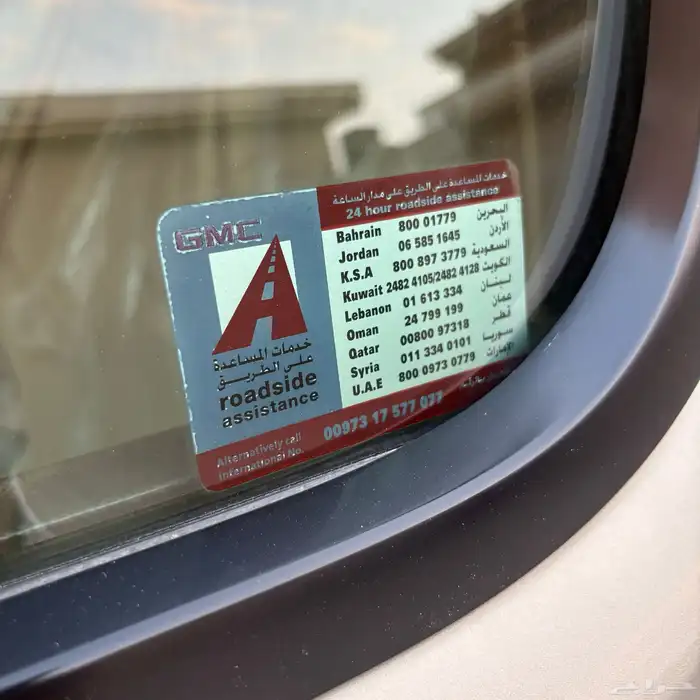 GMC
خدمات المساعدة
على الطريق
roadside
assistance
خدمات المساعدة على الطريق على مدار الساعة
24 hour roadside assistance
Bahrain 800 01779 البحرين
Jordan 06 585 1645 الأردن
K.S.A 800 897 3779 السعودية
Kuwait 2482 4105/2482 4128 الكويت
Lebanon 01 613 334 لبنان
Oman 24 799 199 عمان
Qatar 00800 97318 قطر
Syria 011 334 0101 سوريا
U.A.E 800 0973 0779 الإمارات
Alternatively call
International No.
00973 17 577 077
حراج